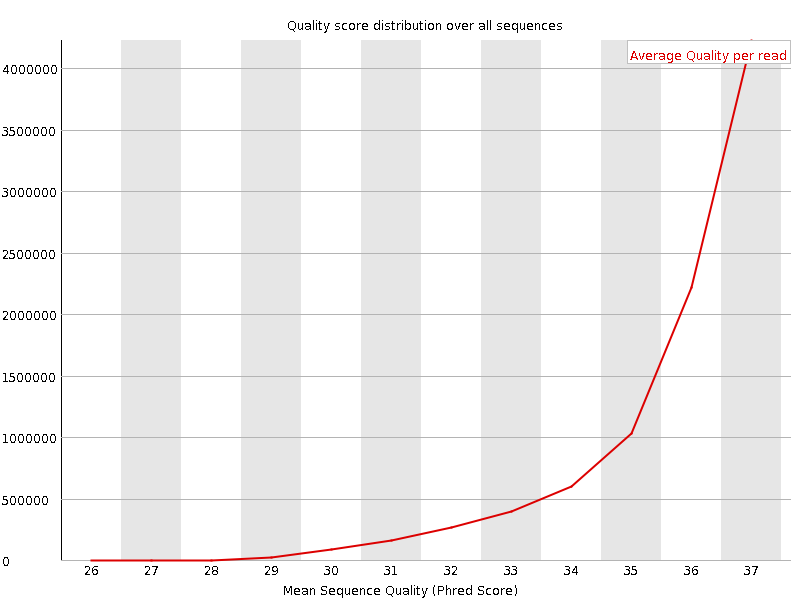 Quality score distribution over all sequences
Average Quality per read
4000000
3500000
3000000
2500000
2000000
1500000
1000000
500000
0
26 27 28 29 30 31 32 33 34 35 36 37
Mean Sequence Quality (Phred Score)